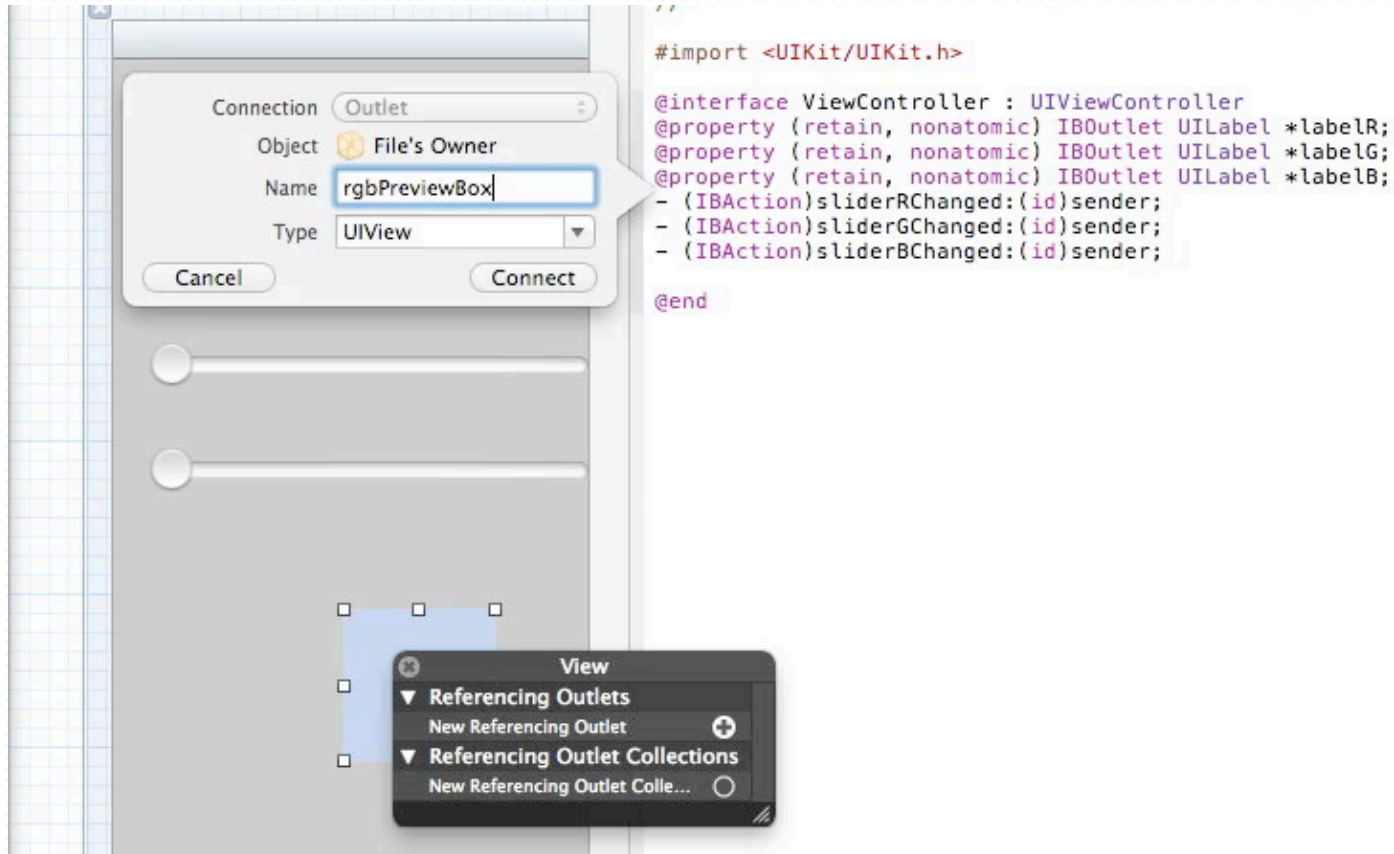 //
#import <UIKit/UIKit.h>
@interface ViewController : UIViewController
@property (retain, nonatomic) IBOutlet UILabel *labelR;
@property (retain, nonatomic) IBOutlet UILabel *labelG;
@property (retain, nonatomic) IBOutlet UILabel *labelB;
- (IBAction)sliderRChanged:(id)sender;
- (IBAction)sliderGChanged:(id)sender;
- (IBAction)sliderBChanged:(id)sender;
@end
Connection Outlet
Object File's Owner
Name rgbPreviewBox
Type UIView
Cancel Connect
View
▼ Referencing Outlets
New Referencing Outlet
▼ Referencing Outlet Collections
New Referencing Outlet Colle...